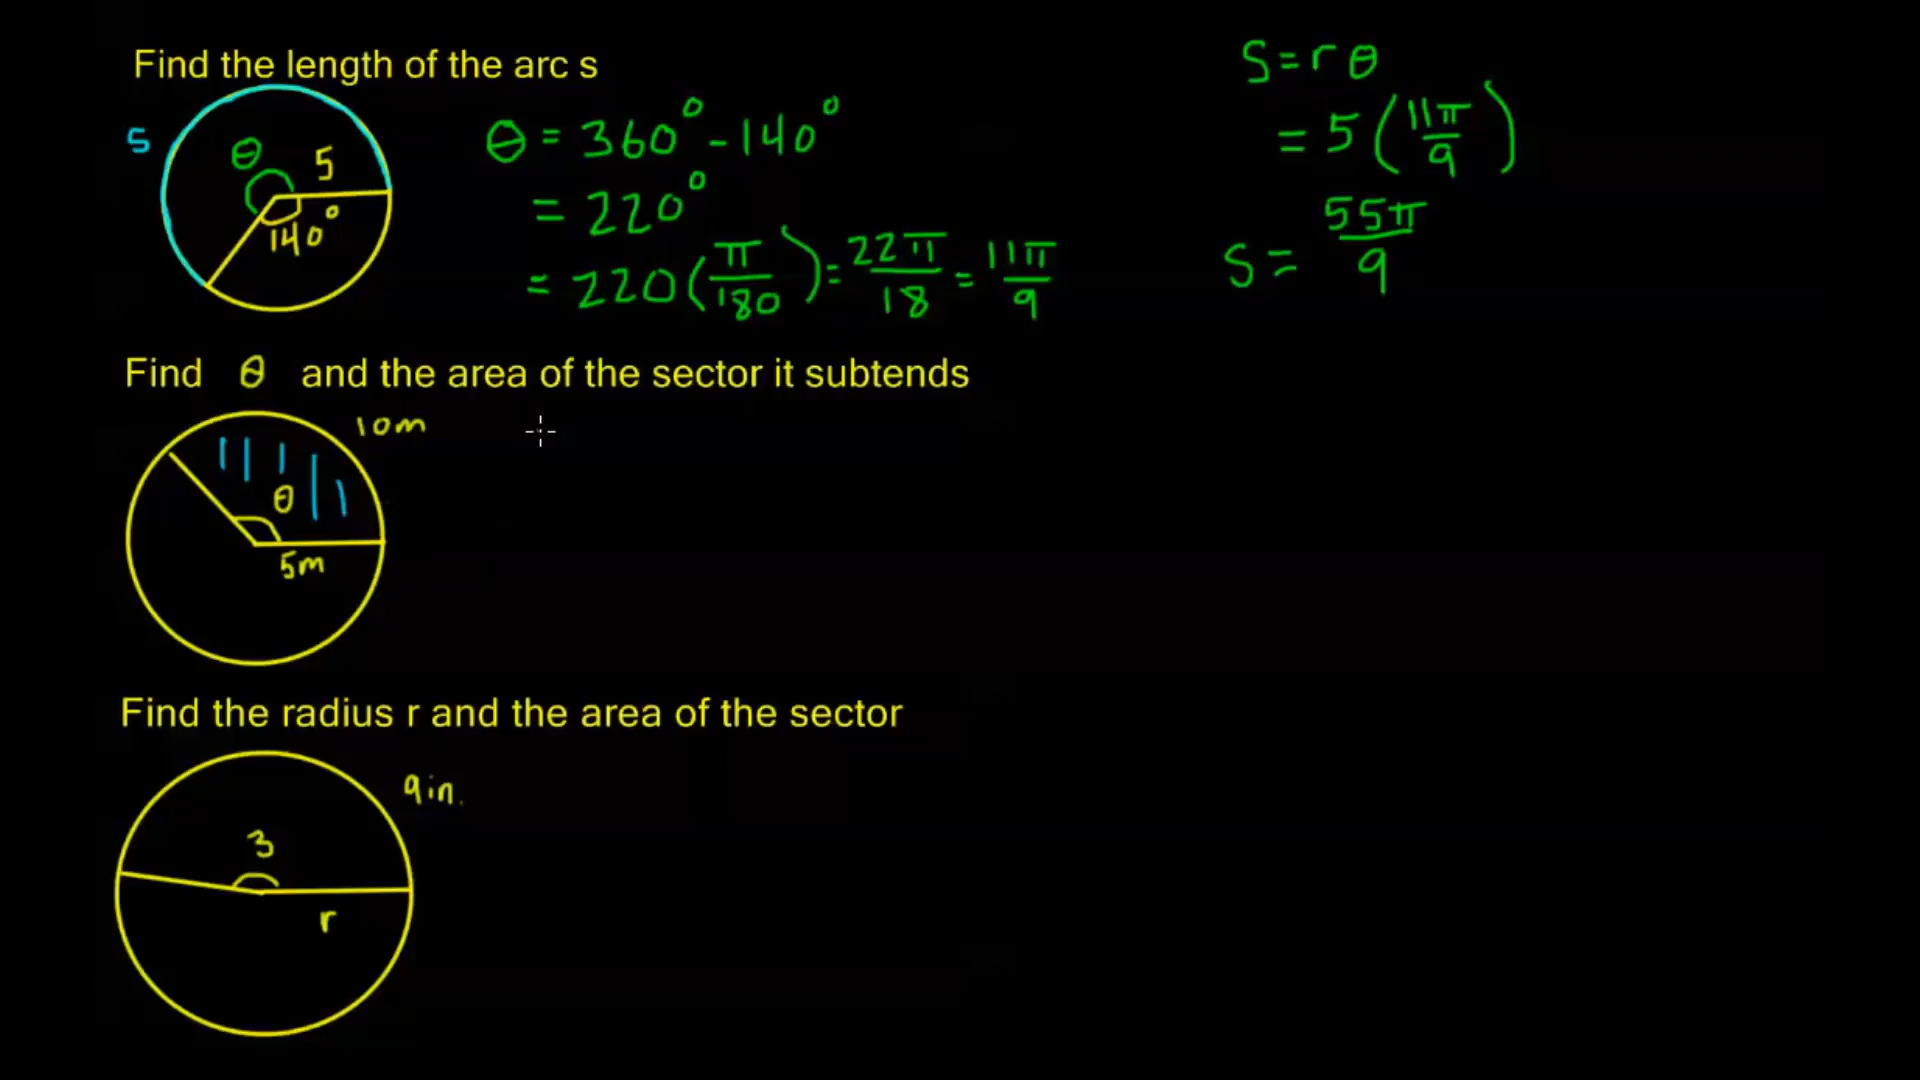 Find the length of the arc s
s
θ
5
140°
θ = 360° - 140°
= 220°
= 220(π/180) = 22π/18 = 11π/9
S = rθ
= 5(11π/9)
S = 55π/9
Find θ and the area of the sector it subtends
10m
θ
5m
Find the radius r and the area of the sector
9in.
3
r